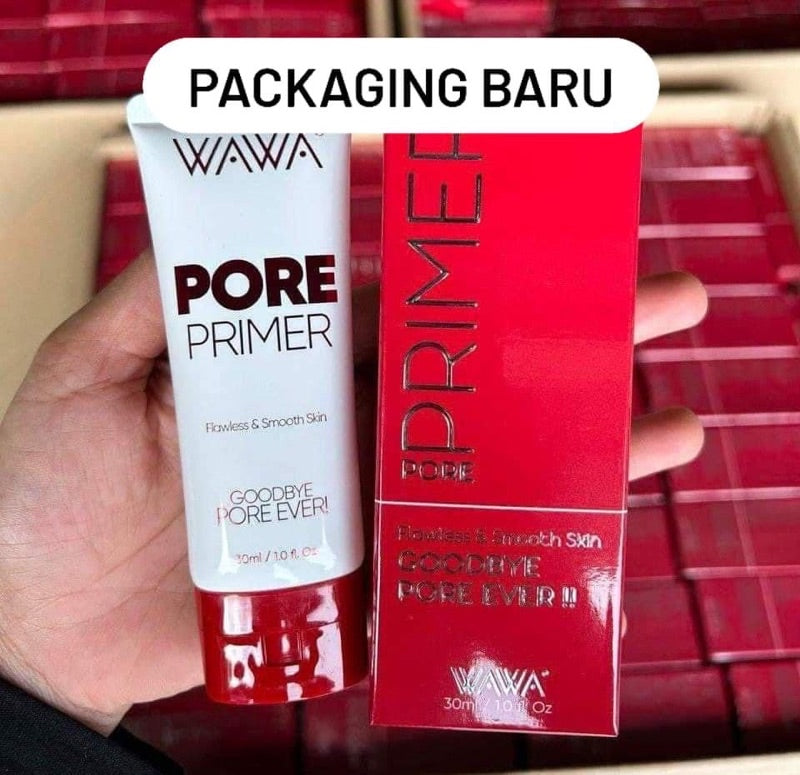 PACKAGING BARU
WAWA
PORE
PRIMER
Flawless & Smooth Skin
GOODBYE
PORE EVER!
30ml / 1.0 fl. Oz
PRIMER
PORE
Flawless & Smooth Skin
GOODBYE
PORE EVER !!
WAWA
30ml / 1.0 fl. Oz